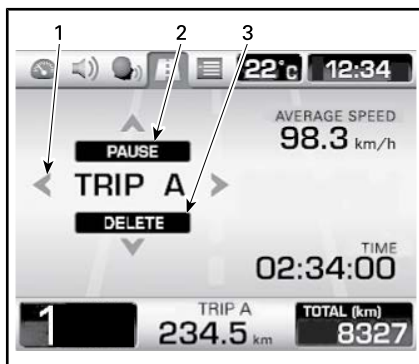 1 2 3
22°c 12:34
AVERAGE SPEED
98.3 km/h
PAUSE
TRIP A
DELETE
TIME
02:34:00
1
TRIP A
234.5 km
TOTAL (km)
8327